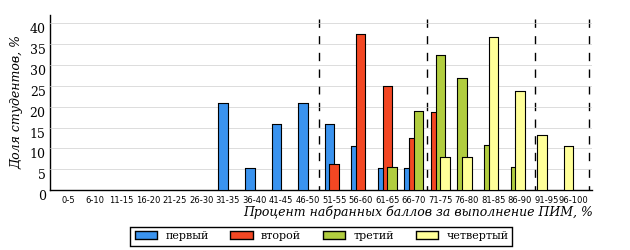 Доля студентов, %
40
35
30
25
20
15
10
5
0
0-5 6-10 11-15 16-20 21-25 26-30 31-35 36-40 41-45 46-50 51-55 56-60 61-65 66-70 71-75 76-80 81-85 86-90 91-95 96-100
Процент набранных баллов за выполнение ПИМ, %
первый второй третий четвертый